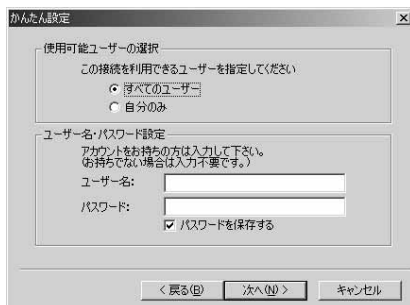 かんたん設定
使用可能ユーザーの選択
この接続を利用できるユーザーを指定してください
すべてのユーザー
自分のみ
ユーザー名・パスワード設定
アカウントをお持ちの方は入力して下さい。
(お持ちでない場合は入力不要です。)
ユーザー名:
パスワード:
パスワードを保存する
< 戻る(B) 次へ(N) > キャンセル